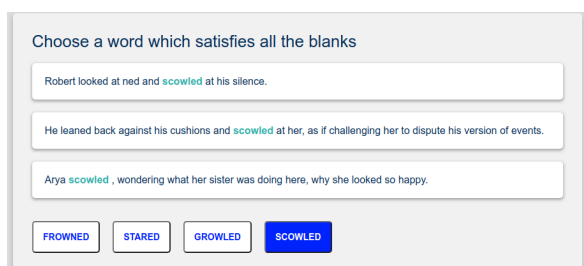 Choose a word which satisfies all the blanks
Robert looked at ned and scowled at his silence.
He leaned back against his cushions and scowled at her, as if challenging her to dispute his version of events.
Arya scowled , wondering what her sister was doing here, why she looked so happy.
FROWNED STARED GROWLED SCOWLED